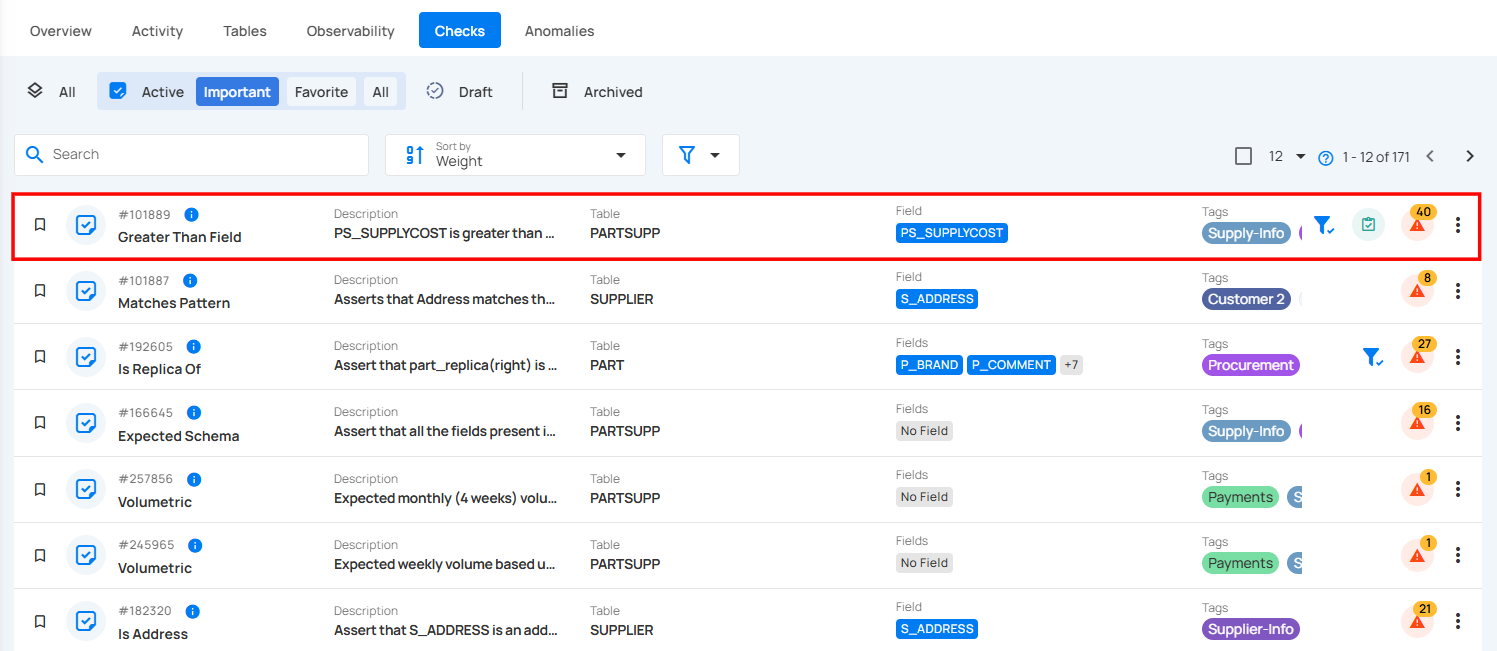 Overview Activity Tables Observability Checks Anomalies
All Active Important Favorite All Draft Archived
Search Sort by 12 1 - 12 of 171
Weight
#101889 Description Table Field Tags 40
Greater Than Field PS_SUPPLYCOST is greater than ... PARTSUPP PS_SUPPLYCOST Supply-Info
#101887 Description Table Field Tags 8
Matches Pattern Asserts that Address matches th... SUPPLIER S_ADDRESS Customer 2
#192605 Description Table Fields Tags 27
Is Replica Of Assert that part_replica(right) is ... PART P_BRAND P_COMMENT +7 Procurement
#166645 Description Table Fields Tags 16
Expected Schema Assert that all the fields present i... PARTSUPP No Field Supply-Info
#257856 Description Table Fields Tags 1
Volumetric Expected monthly (4 weeks) volu... PARTSUPP No Field Payments S
#245965 Description Table Fields Tags 1
Volumetric Expected weekly volume based u... PARTSUPP No Field Payments S
#182320 Description Table Field Tags 21
Is Address Assert that S_ADDRESS is an add... SUPPLIER S_ADDRESS Supplier-Info